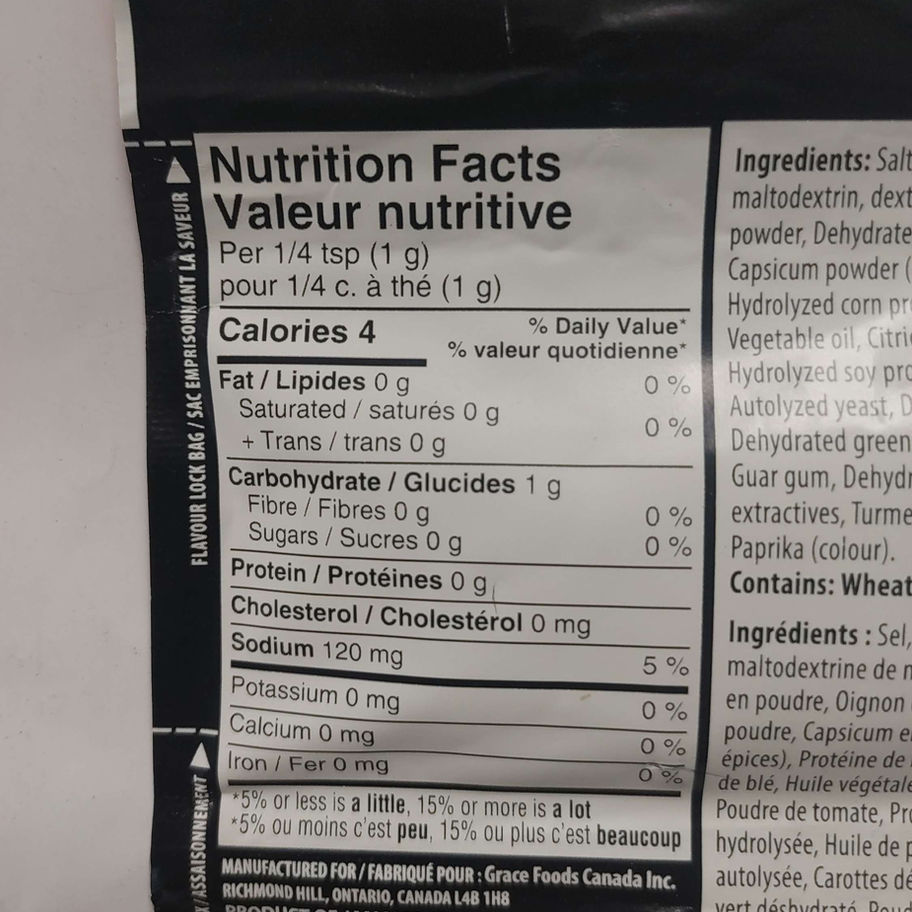 Nutrition Facts
Valeur nutritive
Per 1/4 tsp (1 g)
pour 1/4 c. à thé (1 g)
Calories 4
% Daily Value*
% valeur quotidienne*
Fat / Lipides 0 g 0 %
Saturated / saturés 0 g
+ Trans / trans 0 g 0 %
Carbohydrate / Glucides 1 g
Fibre / Fibres 0 g 0 %
Sugars / Sucres 0 g 0 %
Protein / Protéines 0 g
Cholesterol / Cholestérol 0 mg
Sodium 120 mg 5 %
Potassium 0 mg 0 %
Calcium 0 mg 0 %
Iron / Fer 0 mg 0 %
*5% or less is a little, 15% or more is a lot
*5% ou moins c'est peu, 15% ou plus c'est beaucoup
MANUFACTURED FOR / FABRIQUÉ POUR : Grace Foods Canada Inc.
RICHMOND HILL, ONTARIO, CANADA L4B 1H8
FLAVOUR LOCK BAG / SAC EMPRISONNANT LA SAVEUR
/ASSAISONNEMENT
Ingredients: Salt
maltodextrin, dext
powder, Dehydrate
Capsicum powder (
Hydrolyzed corn pr
Vegetable oil, Citri
Hydrolyzed soy pro
Autolyzed yeast, D
Dehydrated green
Guar gum, Dehydr
extractives, Turme
Paprika (colour).
Contains: Wheat
Ingrédients : Sel,
maltodextrine de m
en poudre, Oignon
poudre, Capsicum e
épices), Protéine de
de blé, Huile végétale
Poudre de tomate, Pro
hydrolysée, Huile de p
autolysée, Carottes dé
vert déshydraté, Poud